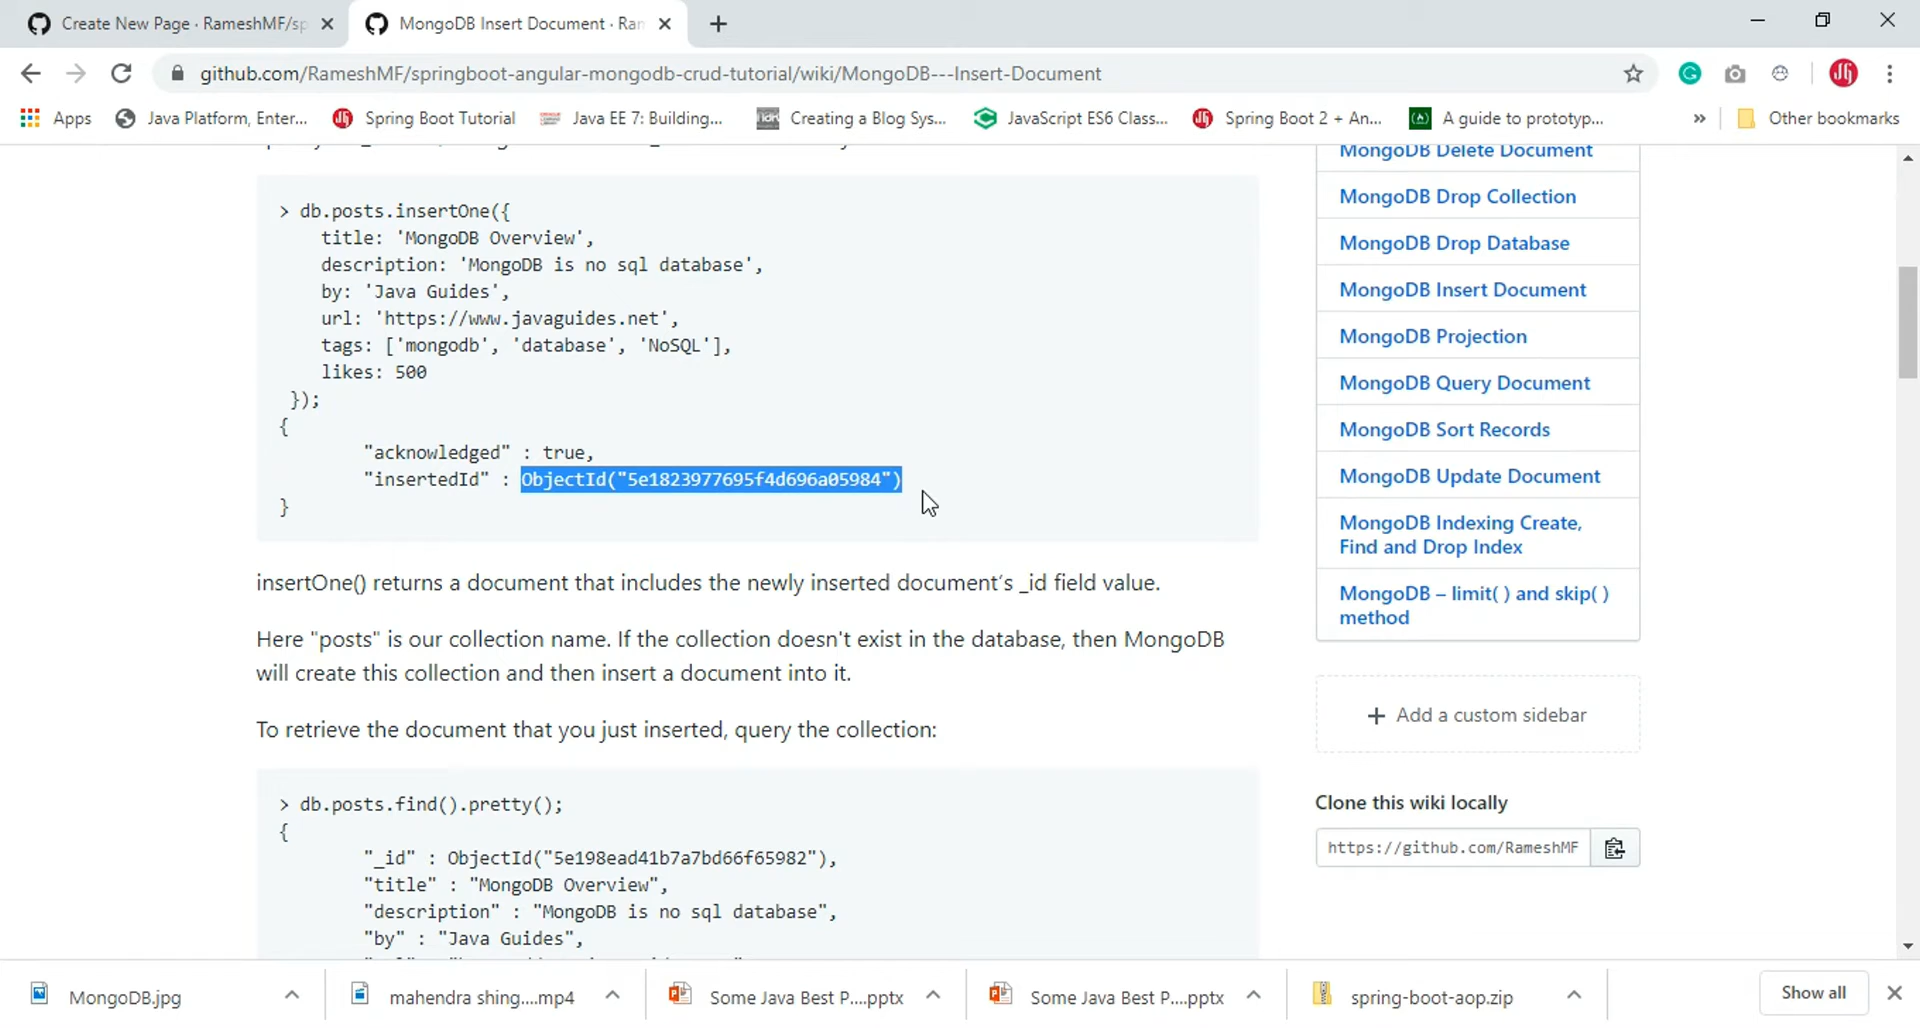 Create New Page · RameshMF/sp
MongoDB Insert Document · Ram
github.com/RameshMF/springboot-angular-mongodb-crud-tutorial/wiki/MongoDB---Insert-Document
Apps
Java Platform, Enter...
Spring Boot Tutorial
Java EE 7: Building...
Creating a Blog Sys...
JavaScript ES6 Class...
Spring Boot 2 + An...
A guide to prototyp...
»
Other bookmarks
> db.posts.insertOne({
title: 'MongoDB Overview',
description: 'MongoDB is no sql database',
by: 'Java Guides',
url: 'https://www.javaguides.net',
tags: ['mongodb', 'database', 'NoSQL'],
likes: 500
});
{
"acknowledged" : true,
"insertedId" : ObjectId("5e1823977695f4d696a05984")
}
insertOne() returns a document that includes the newly inserted document's _id field value.
Here "posts" is our collection name. If the collection doesn't exist in the database, then MongoDB
will create this collection and then insert a document into it.
To retrieve the document that you just inserted, query the collection:
> db.posts.find().pretty();
{
"_id" : ObjectId("5e198ead41b7a7bd66f65982"),
"title" : "MongoDB Overview",
"description" : "MongoDB is no sql database",
"by" : "Java Guides",
MongoDB Delete Document
MongoDB Drop Collection
MongoDB Drop Database
MongoDB Insert Document
MongoDB Projection
MongoDB Query Document
MongoDB Sort Records
MongoDB Update Document
MongoDB Indexing Create,
Find and Drop Index
MongoDB – limit( ) and skip( )
method
+ Add a custom sidebar
Clone this wiki locally
https://github.com/RameshMF
MongoDB.jpg
mahendra shing....mp4
Some Java Best P....pptx
Some Java Best P....pptx
spring-boot-aop.zip
Show all